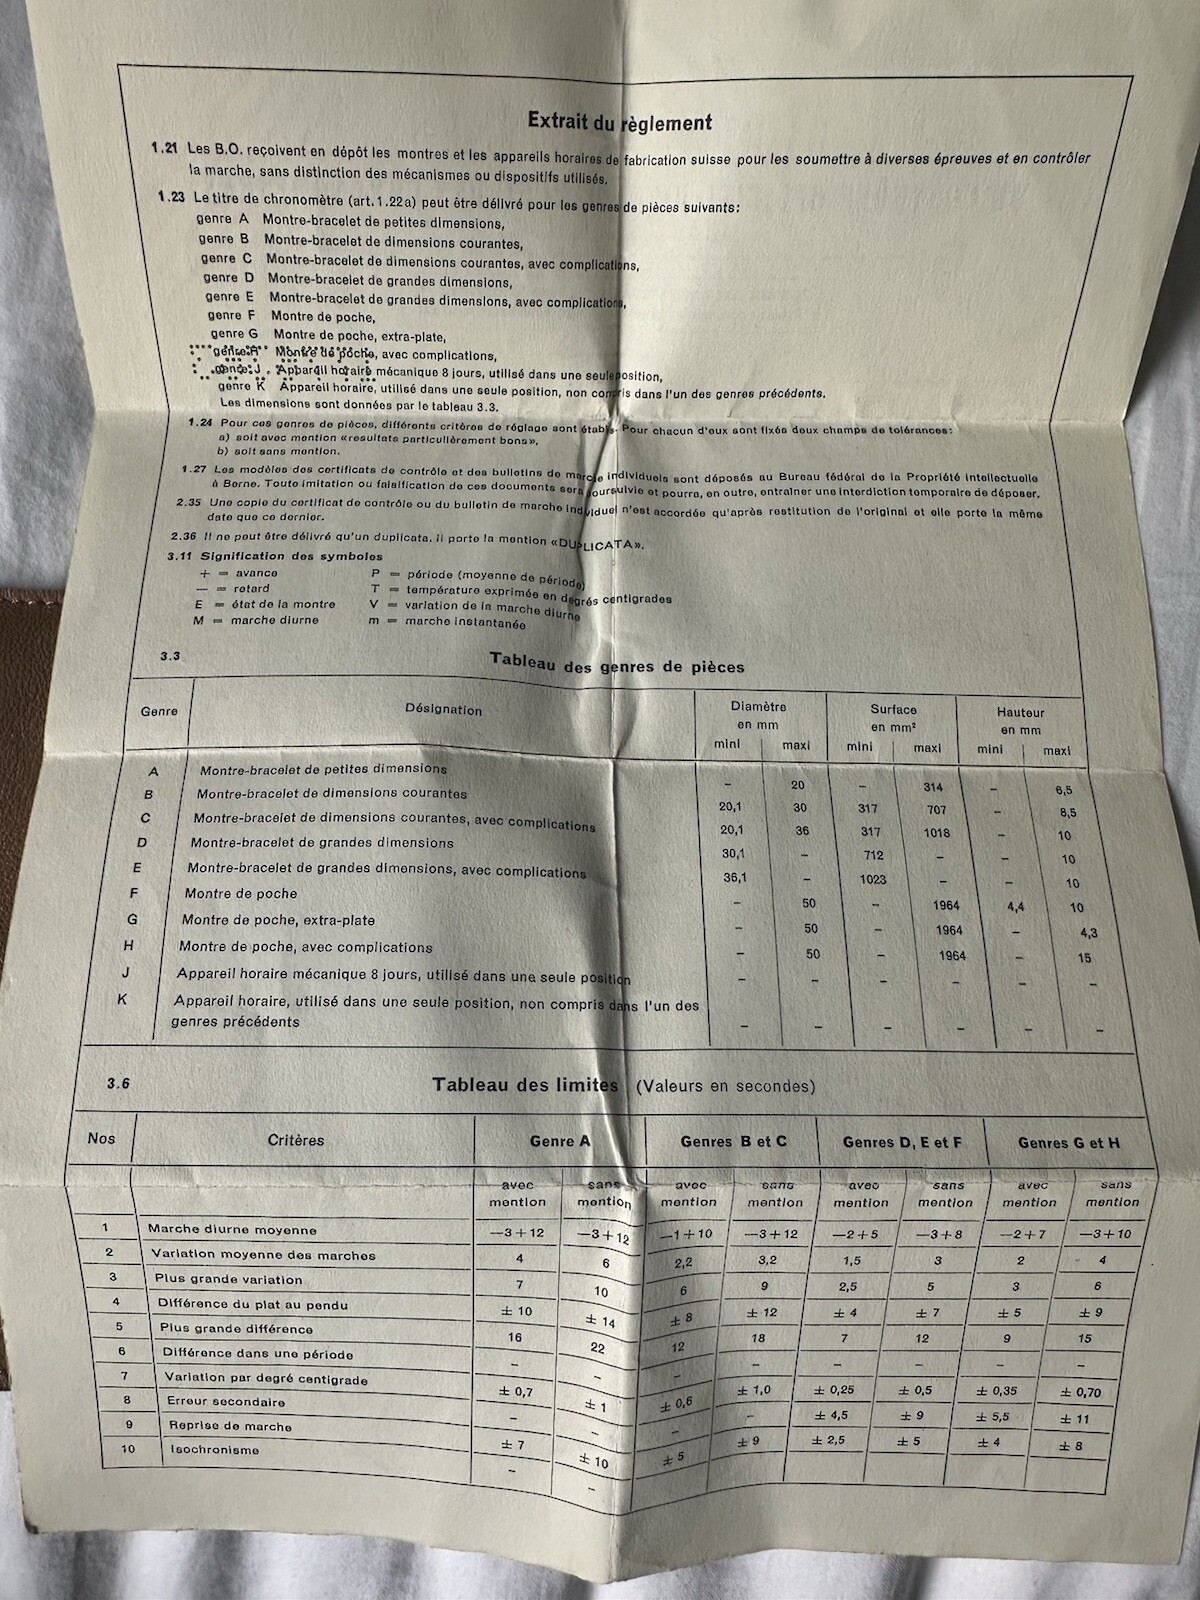 Extrait du règlement
1.21 Les B.O. reçoivent en dépôt les montres et les appareils horaires de fabrication suisse pour les soumettre à diverses épreuves et en contrôler
la marche, sans distinction des mécanismes ou dispositifs utilisés.
1.23 Le titre de chronomètre (art. 1.22a) peut être délivré pour les genres de pièces suivants:
genre A Montre-bracelet de petites dimensions,
genre B Montre-bracelet de dimensions courantes,
genre C Montre-bracelet de dimensions courantes, avec complications,
genre D Montre-bracelet de grandes dimensions,
genre E Montre-bracelet de grandes dimensions, avec complications,
genre F Montre de poche,
genre G Montre de poche, extra-plate,
genre H Montre de poche, avec complications,
genre J Appareil horaire mécanique 8 jours, utilisé dans une seule position,
genre K Appareil horaire, utilisé dans une seule position, non compris dans l'un des genres précédents.
Les dimensions sont données par le tableau 3.3.
1.24 Pour ces genres de pièces, différents critères de réglage sont établis. Pour chacun d'eux sont fixés deux champs de tolérances:
a) soit avec mention «résultats particulièrement bons»,
b) soit sans mention.
1.27 Les modèles des certificats de contrôle et des bulletins de marche individuels sont déposés au Bureau fédéral de la Propriété intellectuelle
à Berne. Toute imitation ou falsification de ces documents sera poursuivie et pourra, en outre, entraîner une interdiction temporaire de déposer.
2.35 Une copie du certificat de contrôle ou du bulletin de marche individuel n'est accordée qu'après restitution de l'original et elle porte la même
date que ce dernier.
2.36 Il ne peut être délivré qu'un duplicata, il porte la mention «DUPLICATA».
3.11 Signification des symboles
+ = avance P = période (moyenne de période)
— = retard T = température exprimée en degrés centigrades
E = état de la montre V = variation de la marche diurne
M = marche diurne m = marche instantanée
3.3 Tableau des genres de pièces
Genre Désignation Diamètre en mm Surface en mm² Hauteur en mm
mini maxi mini maxi mini maxi
A Montre-bracelet de petites dimensions – 20 – 314 – 6,5
B Montre-bracelet de dimensions courantes 20,1 30 317 707 – 8,5
C Montre-bracelet de dimensions courantes, avec complications 20,1 36 317 1018 – 10
D Montre-bracelet de grandes dimensions 30,1 – 712 – – 10
E Montre-bracelet de grandes dimensions, avec complications 36,1 – 1023 – – 10
F Montre de poche – 50 – 1964 4,4 10
G Montre de poche, extra-plate – 50 – 1964 – 4,3
H Montre de poche, avec complications – 50 – 1964 – 15
J Appareil horaire mécanique 8 jours, utilisé dans une seule position – – – – – –
K Appareil horaire, utilisé dans une seule position, non compris dans l'un des
genres précédents – – – – – –
3.6 Tableau des limites (Valeurs en secondes)
Nos Critères Genre A Genres B et C Genres D, E et F Genres G et H
avec sans avec sans avec sans avec sans
mention mention mention mention mention mention mention mention
1 Marche diurne moyenne —3+12 —3+12 —1+10 —3+12 —2+5 —3+8 —2+7 —3+10
2 Variation moyenne des marches 4 6 2,2 3,2 1,5 3 2 4
3 Plus grande variation 7 10 6 9 2,5 5 3 6
4 Différence du plat au pendu ± 10 ± 14 ± 8 ± 12 ± 4 ± 7 ± 5 ± 9
5 Plus grande différence 16 22 12 18 7 12 9 15
6 Différence dans une période – – – – – – – –
7 Variation par degré centigrade ± 0,7 ± 1 ± 0,6 ± 1,0 ± 0,25 ± 0,5 ± 0,35 ± 0,70
8 Erreur secondaire – – – – ± 4,5 ± 9 ± 5,5 ± 11
9 Reprise de marche ± 7 ± 10 ± 5 ± 9 ± 2,5 ± 5 ± 4 ± 8
10 Isochronisme – –